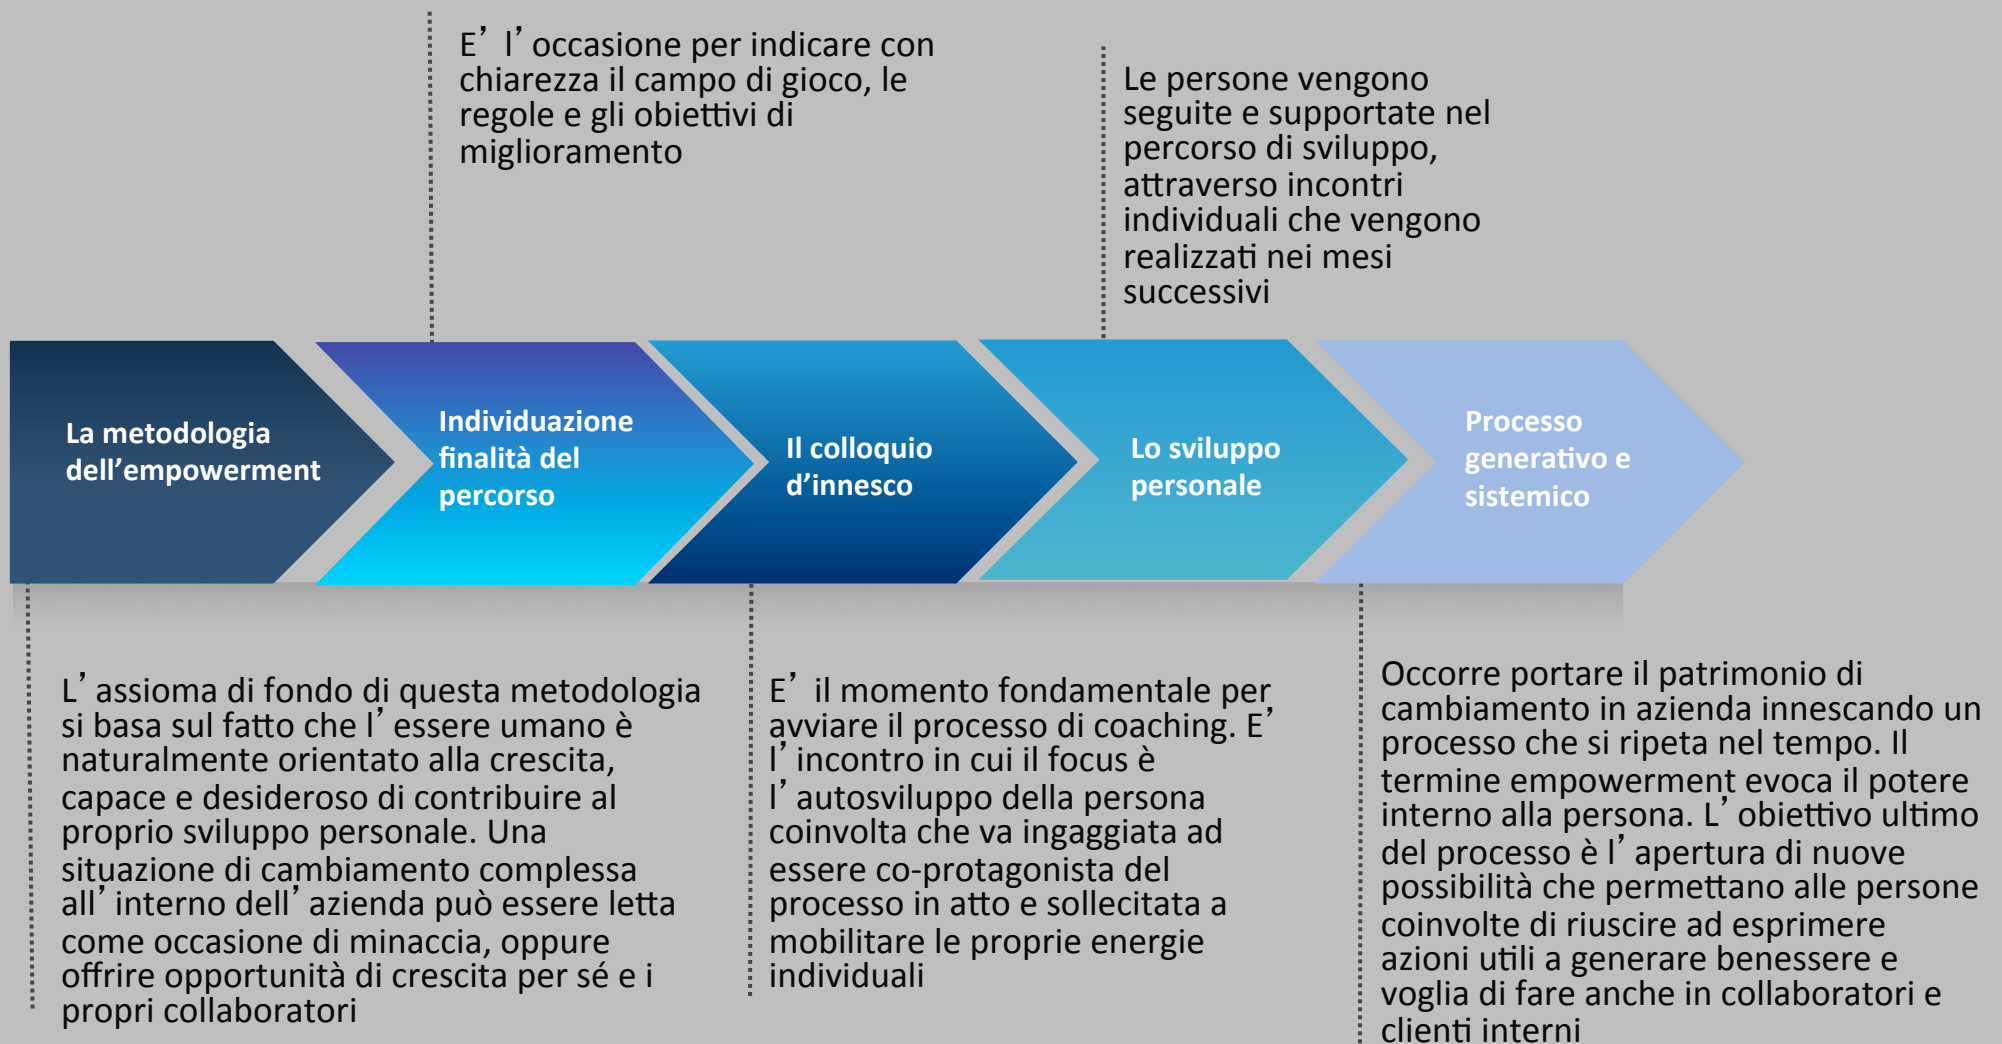 E’ l’occasione per indicare con
chiarezza il campo di gioco, le
regole e gli obiettivi di
miglioramento
Le persone vengono
seguite e supportate nel
percorso di sviluppo,
attraverso incontri
individuali che vengono
realizzati nei mesi
successivi
La metodologia
dell’empowerment
Individuazione
finalità del
percorso
Il colloquio
d’innesco
Lo sviluppo
personale
Processo
generativo e
sistemico
L’assioma di fondo di questa metodologia
si basa sul fatto che l’essere umano è
naturalmente orientato alla crescita,
capace e desideroso di contribuire al
proprio sviluppo personale. Una
situazione di cambiamento complessa
all’interno dell’azienda può essere letta
come occasione di minaccia, oppure
offrire opportunità di crescita per sé e i
propri collaboratori
E’ il momento fondamentale per
avviare il processo di coaching. E’
l’incontro in cui il focus è
l’autosviluppo della persona
coinvolta che va ingaggiata ad
essere co-protagonista del
processo in atto e sollecitata a
mobilitare le proprie energie
individuali
Occorre portare il patrimonio di
cambiamento in azienda innescando un
processo che si ripeta nel tempo. Il
termine empowerment evoca il potere
interno alla persona. L’obiettivo ultimo
del processo è l’apertura di nuove
possibilità che permettano alle persone
coinvolte di riuscire ad esprimere
azioni utili a generare benessere e
voglia di fare anche in collaboratori e
clienti interni